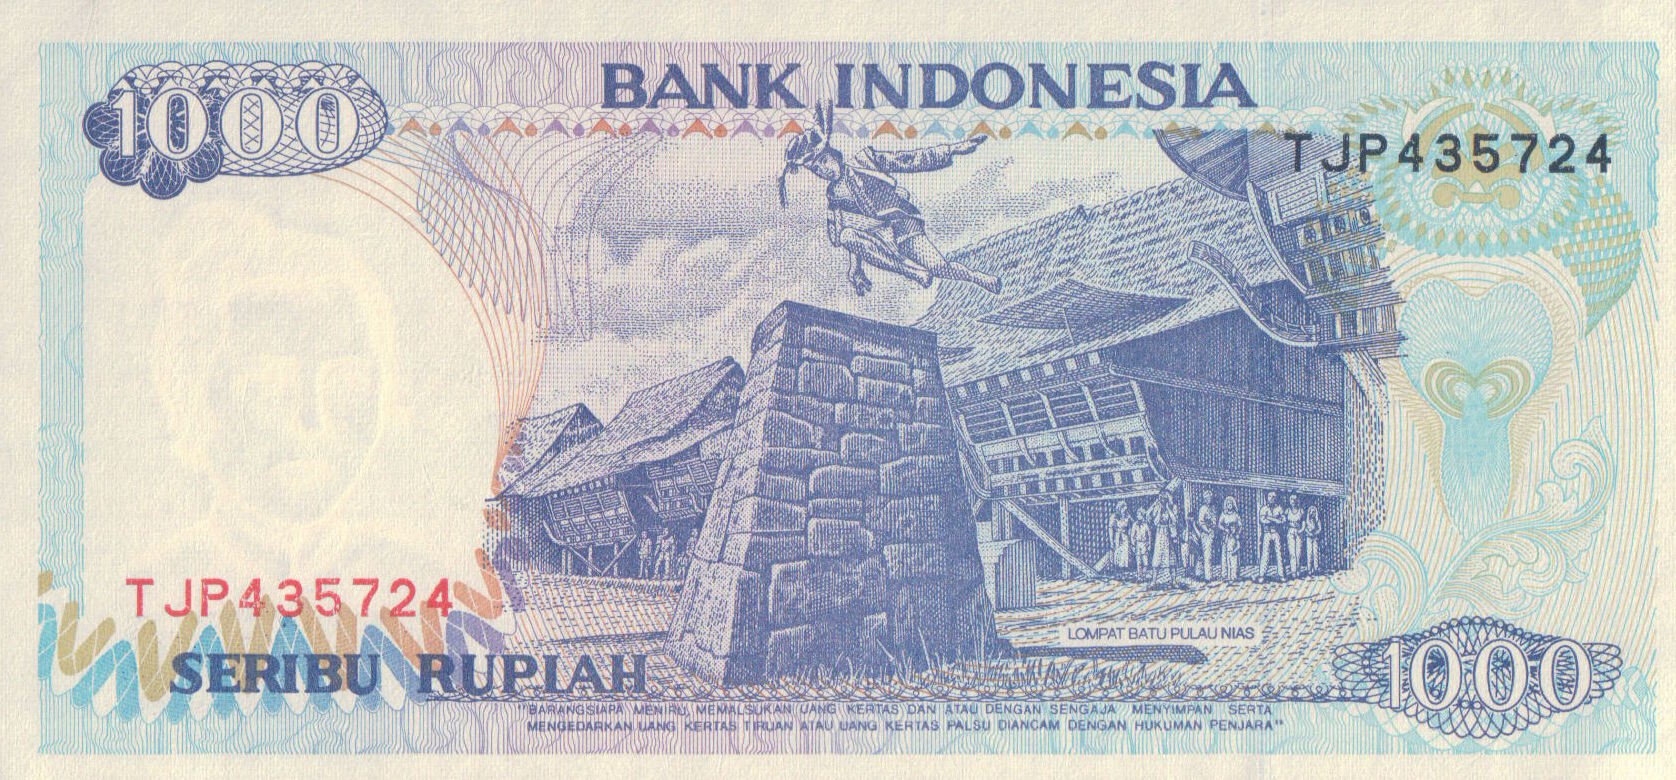 1000
BANK INDONESIA
TJP435724
TJP435724
LOMPAT BATU PULAU NIAS
SERIBU RUPIAH
1000
"BARANGSIAPA MENIRU, MEMALSUKAN UANG KERTAS DAN ATAU DENGAN SENGAJA MENYIMPAN SERTA
MENGEDARKAN UANG KERTAS TIRUAN ATAU UANG KERTAS PALSU DIANCAM DENGAN HUKUMAN PENJARA"